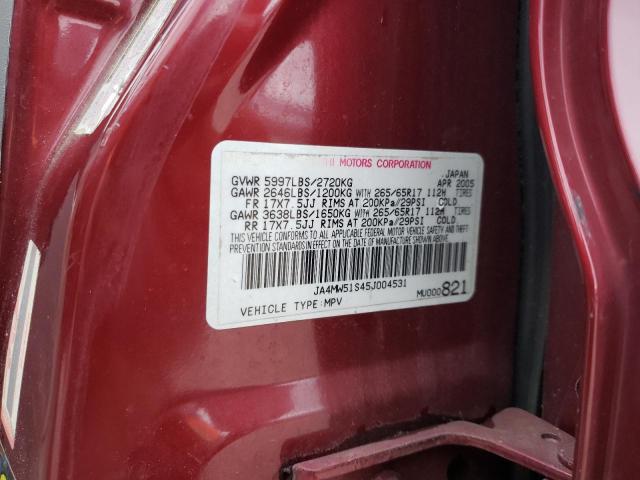 MOTORS CORPORATION
JAPAN
GVWR 5997LBS/2720KG APR 2005
GAWR 2646LBS/1200KG WITH 265/65R17 112H TIRES
FR 17X7.5JJ RIMS AT 200KPa/29PSI COLD
GAWR 3638LBS/1650KG WITH 265/65R17 112H TIRES
RR 17X7.5JJ RIMS AT 200KPa/29PSI COLD
THIS VEHICLE CONFORMS TO ALL APPLICABLE FEDERAL MOTOR VEHICLE SAFETY AND THEFT
PREVENTION STANDARDS IN EFFECT ON THE DATE OF MANUFACTURE SHOWN ABOVE.
JA4MW51S45J004531
MU000821
VEHICLE TYPE:MPV